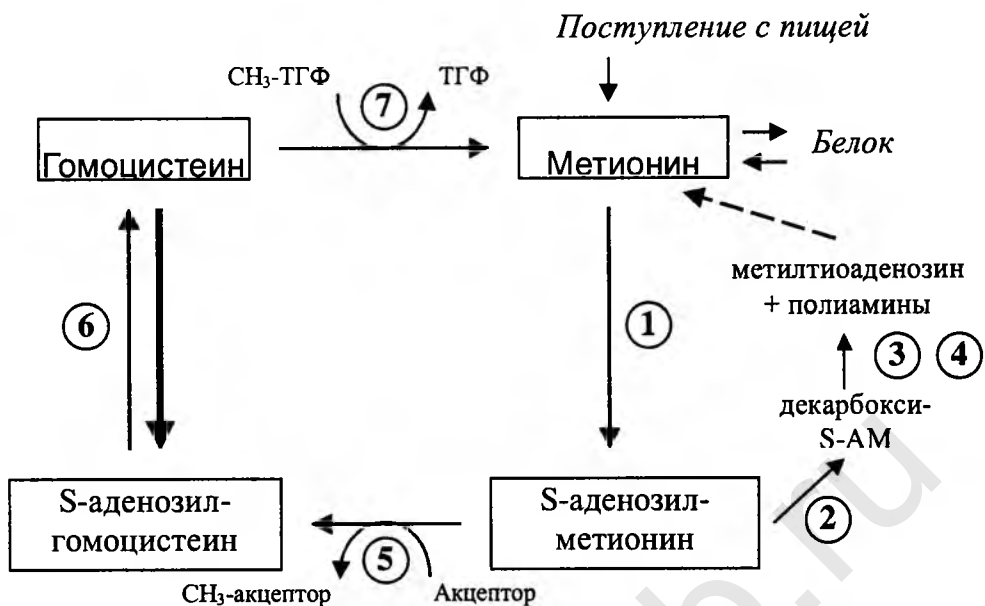 Поступление с пищей
CH₃-ТГФ
ТГФ
7
Гомоцистеин
Метионин
Белок
метилтиоаденозин
+ полиамины
6
1
3
4
декарбокси-
S-AM
S-аденозил-
гомоцистеин
S-аденозил-
метионин
2
5
CH₃-акцептор
Акцептор